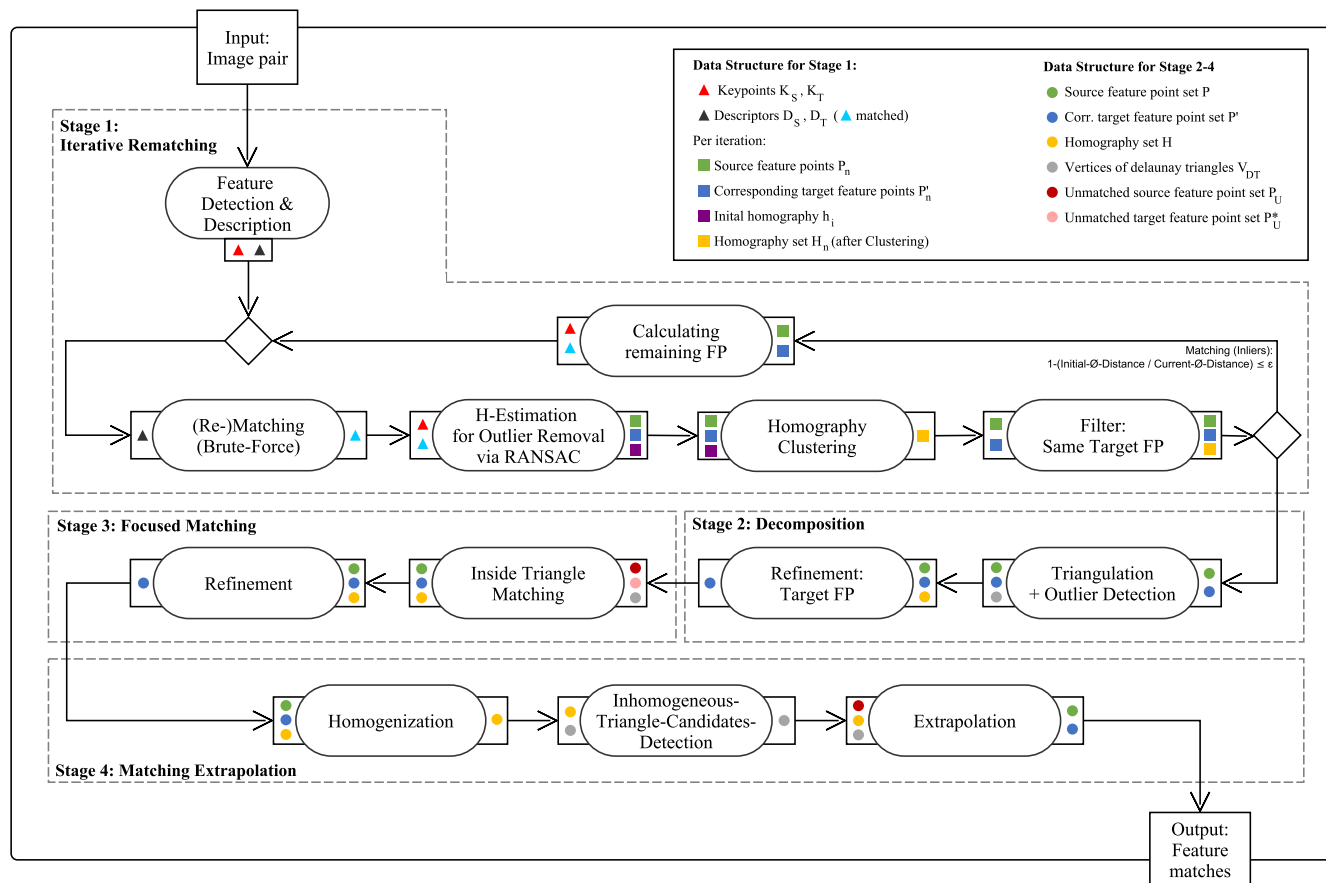 Input:
Image pair
Data Structure for Stage 1:
Keypoints K_S , K_T
Descriptors D_S , D_T ( matched)
Per iteration:
Source feature points P_n
Corresponding target feature points P'_n
Inital homography h_i
Homography set H_n (after Clustering)
Data Structure for Stage 2-4
Source feature point set P
Corr. target feature point set P'
Homography set H
Vertices of delaunay triangles V_DT
Unmatched source feature point set P_U
Unmatched target feature point set P*_U
Stage 1:
Iterative Rematching
Feature
Detection &
Description
Calculating
remaining FP
Matching (Inliers):
1-(Initial-Ø-Distance / Current-Ø-Distance) ≤ ε
(Re-)Matching
(Brute-Force)
H-Estimation
for Outlier Removal
via RANSAC
Homography
Clustering
Filter:
Same Target FP
Stage 3: Focused Matching
Stage 2: Decomposition
Refinement
Inside Triangle
Matching
Refinement:
Target FP
Triangulation
+ Outlier Detection
Homogenization
Inhomogeneous-
Triangle-Candidates-
Detection
Extrapolation
Stage 4: Matching Extrapolation
Output:
Feature
matches